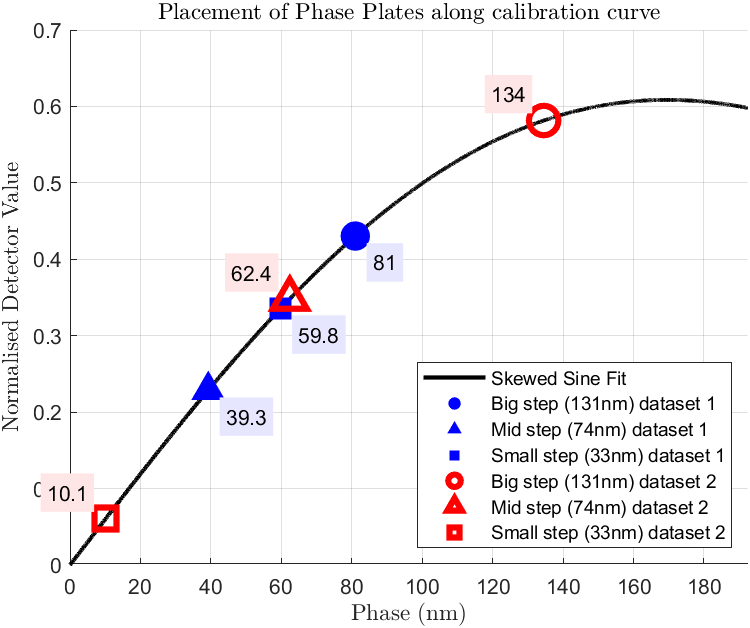 Placement of Phase Plates along calibration curve
0.7
0.6
0.5
0.4
0.3
0.2
0
0
20
40
60
80
100
120
140
160
180
Normalised Detector Value
Phase (nm)
134
81
62.4
59.8
39.3
10.1
Skewed Sine Fit
Big step (131nm) dataset 1
Mid step (74nm) dataset 1
Small step (33nm) dataset 1
Big step (131nm) dataset 2
Mid step (74nm) dataset 2
Small step (33nm) dataset 2